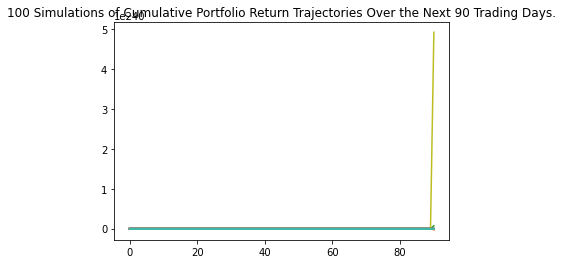 100 Simulations of Cumulative Portfolio Return Trajectories Over the Next 90 Trading Days.
1e240
5
4
3
2
1
0
0 20 40 60 80